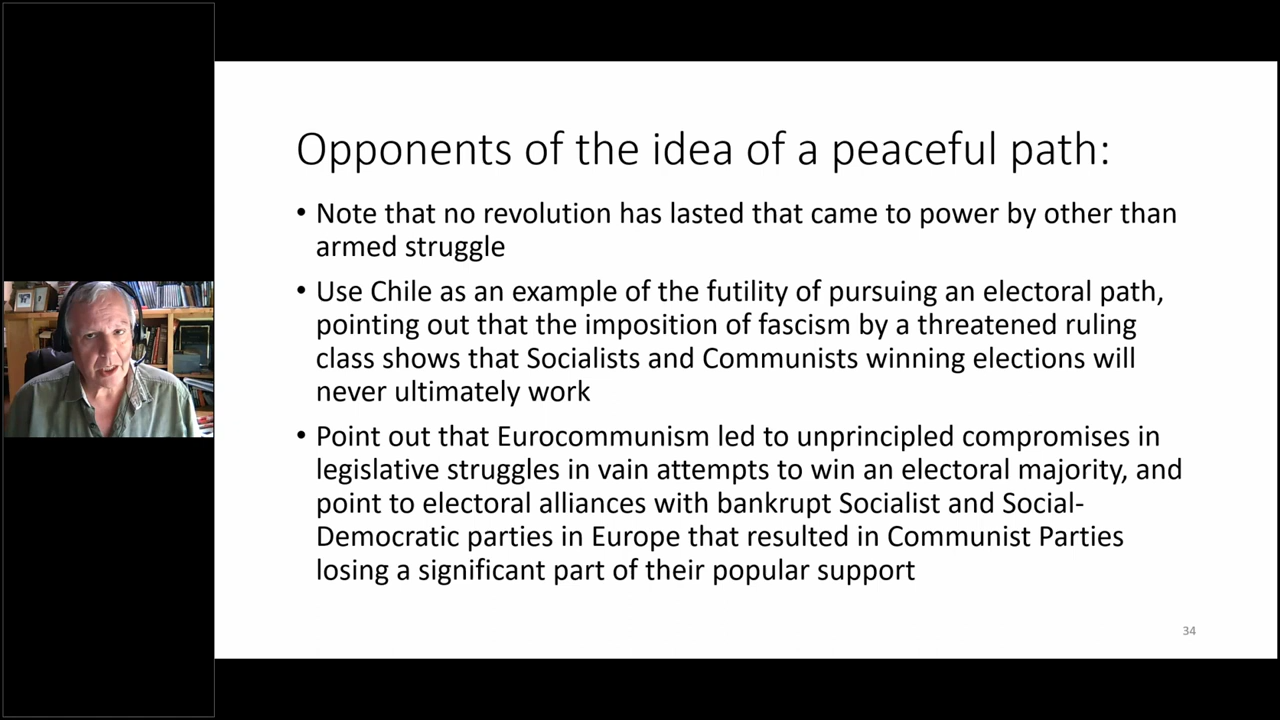 Opponents of the idea of a peaceful path:
• Note that no revolution has lasted that came to power by other than
armed struggle
• Use Chile as an example of the futility of pursuing an electoral path,
pointing out that the imposition of fascism by a threatened ruling
class shows that Socialists and Communists winning elections will
never ultimately work
• Point out that Eurocommunism led to unprincipled compromises in
legislative struggles in vain attempts to win an electoral majority, and
point to electoral alliances with bankrupt Socialist and Social-
Democratic parties in Europe that resulted in Communist Parties
losing a significant part of their popular support
34